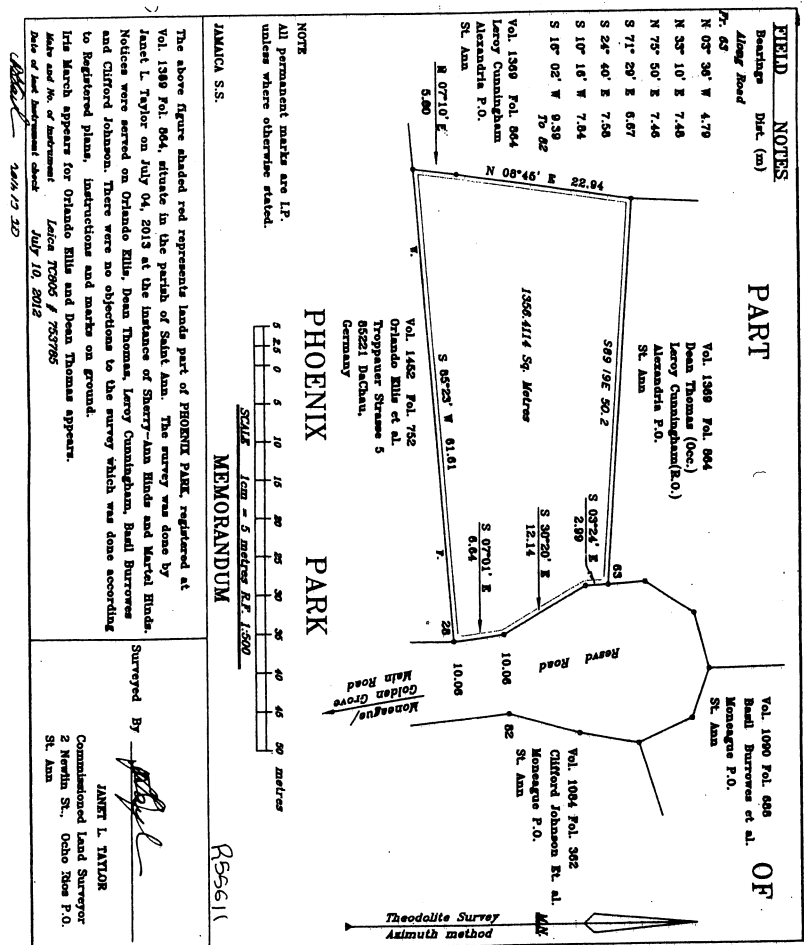 FIELD NOTES
Bearings Dist. (m)
Along Road
Fr. 63
N 03° 36' W 4.79
N 33° 10' E 7.48
N 75° 50' E 7.46
S 71° 29' E 6.67
S 24° 40' E 7.58
S 10° 16' W 7.84
S 16° 02' W 9.39
To 82
PART OF
PHOENIX PARK
Vol. 1369 Fol. 864
Leroy Cunningham
Alexandria P.O.
St. Ann
Vol. 1369 Fol. 864
Dean Thomas (Occ.)
Leroy Cunningham(R.O.)
Alexandria P.O.
St. Ann
Vol. 1090 Fol. 688
Basil Burrowes et al.
Moneague P.O.
St. Ann
Vol. 1084 Fol. 362
Clifford Johnson Et. al.
Moneague P.O.
St. Ann
Vol. 1452 Fol. 752
Orlando Ellis et al.
Troppauer Strasse 5
85221 DaChau.
Germany
N 07°10' E
5.80
N 08°45' E 22.94
S89 19E 50.2
1358.4114 Sq. Metres
S 03°24' E
2.99
S 30°20' E
12.14
S 07°01' E
6.64
W. S 85°23' W 61.61 F.
63
28
82
10.06
10.06
Resvd Road
Moneague/
Golden Grove
Main Road
M.N.
Theodolite Survey
Azimuth method
NOTE
All permanent marks are I.P.
unless where otherwise stated.
5 2.5 0 5 10 15 20 25 30 35 40 45 50 metres
SCALE 1cm = 5 metres R.F. 1:500
JAMAICA S.S.
MEMORANDUM
R55611
The above figure shaded red represents lands part of PHOENIX PARK, registered at
Vol. 1369 Fol. 864, situate in the parish of Saint Ann. The survey was done by
Janet L. Taylor on July 04, 2013 at the instance of Sherry-Ann Hinds and Martel Hinds.
Notices were served on Orlando Ellis, Dean Thomas, Leroy Cunningham, Basil Burrowes
and Clifford Johnson. There were no objections to the survey which was done according
to Registered plans, instructions and marks on ground.
Iris March appears for Orlando Ellis and Dean Thomas appears.
Make and No. of instrument Leica TC805 # 753785
Date of last instrument check July 10, 2012
Surveyed By
JANET L. TAYLOR
Commissioned Land Surveyor
2 Newlin St., Ocho Rios P.O.
St. Ann